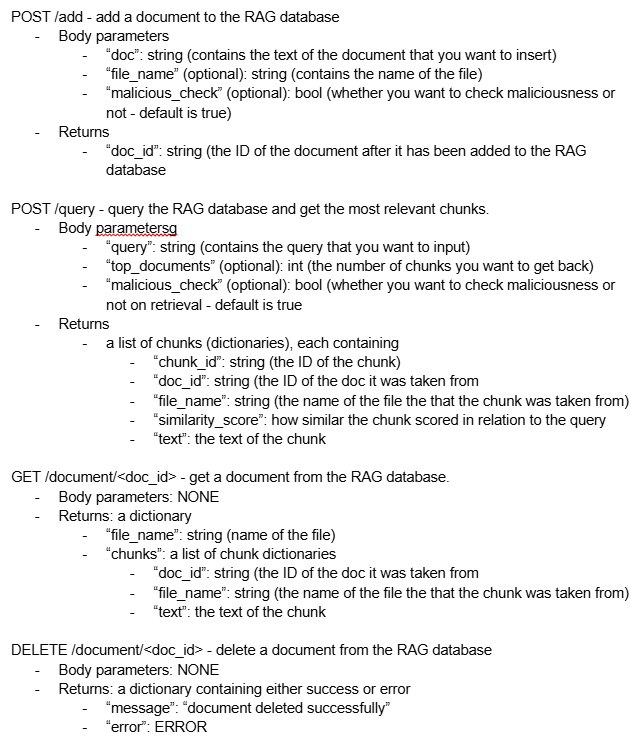 POST /add - add a document to the RAG database
- Body parameters
- “doc”: string (contains the text of the document that you want to insert)
- “file_name” (optional): string (contains the name of the file)
- “malicious_check” (optional): bool (whether you want to check maliciousness or
not - default is true)
- Returns
- “doc_id”: string (the ID of the document after it has been added to the RAG
database
POST /query - query the RAG database and get the most relevant chunks.
- Body parametersg
- “query”: string (contains the query that you want to input)
- “top_documents” (optional): int (the number of chunks you want to get back)
- “malicious_check” (optional): bool (whether you want to check maliciousness or
not on retrieval - default is true
- Returns
- a list of chunks (dictionaries), each containing
- “chunk_id”: string (the ID of the chunk)
- “doc_id”: string (the ID of the doc it was taken from
- “file_name”: string (the name of the file the that the chunk was taken from)
- “similarity_score”: how similar the chunk scored in relation to the query
- “text”: the text of the chunk
GET /document/<doc_id> - get a document from the RAG database.
- Body parameters: NONE
- Returns: a dictionary
- “file_name”: string (name of the file)
- “chunks”: a list of chunk dictionaries
- “doc_id”: string (the ID of the doc it was taken from
- “file_name”: string (the name of the file the that the chunk was taken from)
- “text”: the text of the chunk
DELETE /document/<doc_id> - delete a document from the RAG database
- Body parameters: NONE
- Returns: a dictionary containing either success or error
- “message”: “document deleted successfully”
- “error”: ERROR